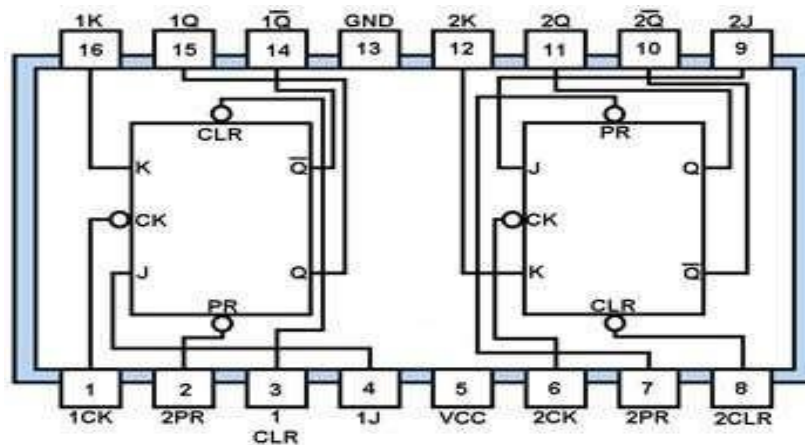 1K 1Q 1Q̅ GND 2K 2Q 2Q̅ 2J
16 15 14 13 12 11 10 9
CLR PR
K Q̅ J Q
CK CK
J Q K Q̅
PR CLR
1 2 3 4 5 6 7 8
1CK 2PR 1 1J VCC 2CK 2PR 2CLR
CLR